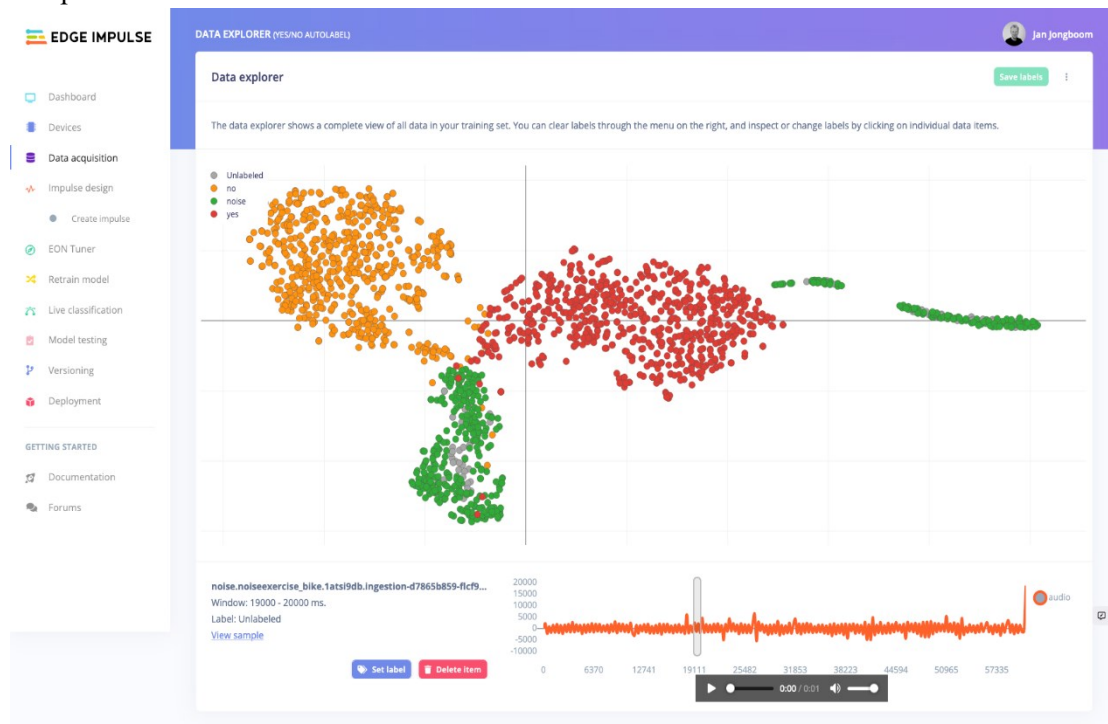 EDGE IMPULSE
DATA EXPLORER (YES/NO AUTOLABEL)
Jan Jongboom
Dashboard
Devices
Data acquisition
Impulse design
Create impulse
EON Tuner
Retrain model
Live classification
Model testing
Versioning
Deployment
GETTING STARTED
Documentation
Forums
Data explorer
Save labels
The data explorer shows a complete view of all data in your training set. You can clear labels through the menu on the right, and inspect or change labels by clicking on individual data items.
Unlabeled
no
noise
yes
noise.noiseexercise_bike.1atsl9db.ingestion-d7865b859-flcf9...
Window: 19000 - 20000 ms.
Label: Unlabeled
View sample
Set label
Delete item
20000
15000
10000
5000
0
-5000
-10000
0 6370 12741 19111 25482 31853 38223 44594 50965 57335
audio
0:00 / 0:01